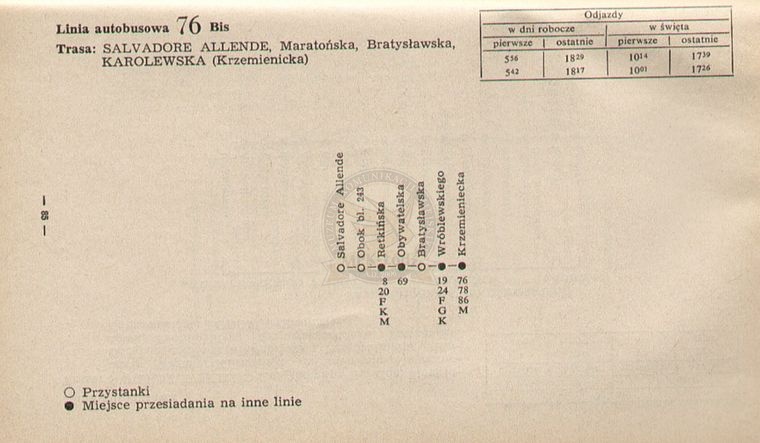 Linia autobusowa 76 Bis
Trasa: SALVADORE ALLENDE, Maratońska, Bratysławska,
KAROLEWSKA (Krzemienicka)
Odjazdy
w dni robocze | w święta
pierwsze | ostatnie | pierwsze | ostatnie
5⁵⁶ 18²⁹ 10¹⁴ 17³⁹
5⁴² 18¹⁷ 10⁰¹ 17²⁶
— 85 —
Salvadore Allende
Obok bl. 243
Retkińska
Obywatelska
Bratysławska
Wróblewskiego
Krzemieniecka
8 69 19 76
20 24 78
F F 86
K G M
M K
Przystanki
Miejsce przesiadania na inne linie